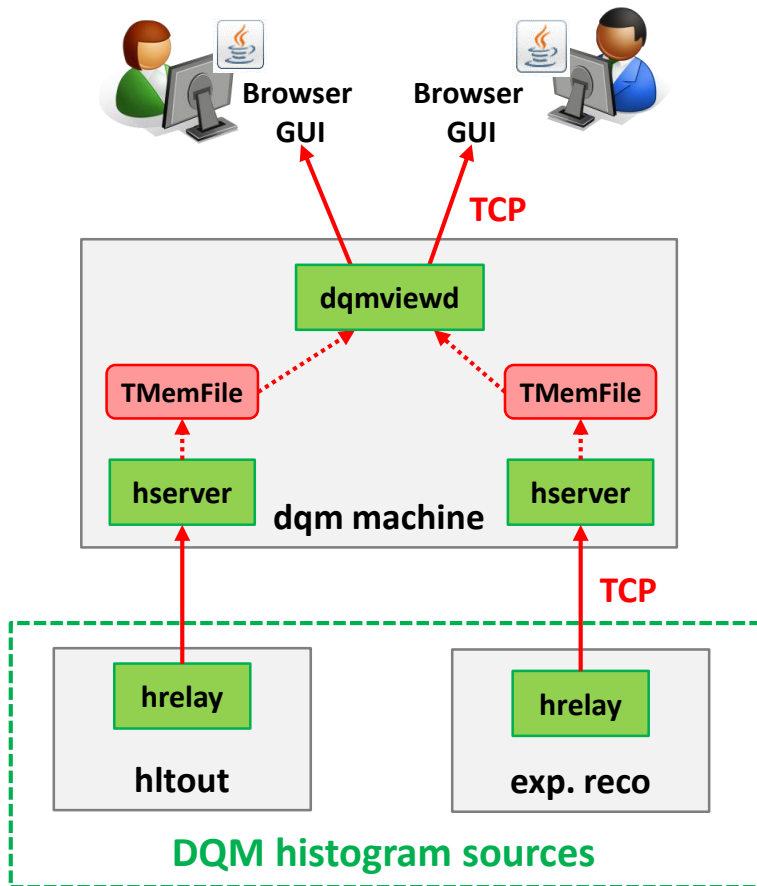 Browser
GUI
Browser
GUI
TCP
dqmviewd
TMemFile
TMemFile
hserver
hserver
dqm machine
TCP
hrelay
hrelay
hltout
exp. reco
DQM histogram sources